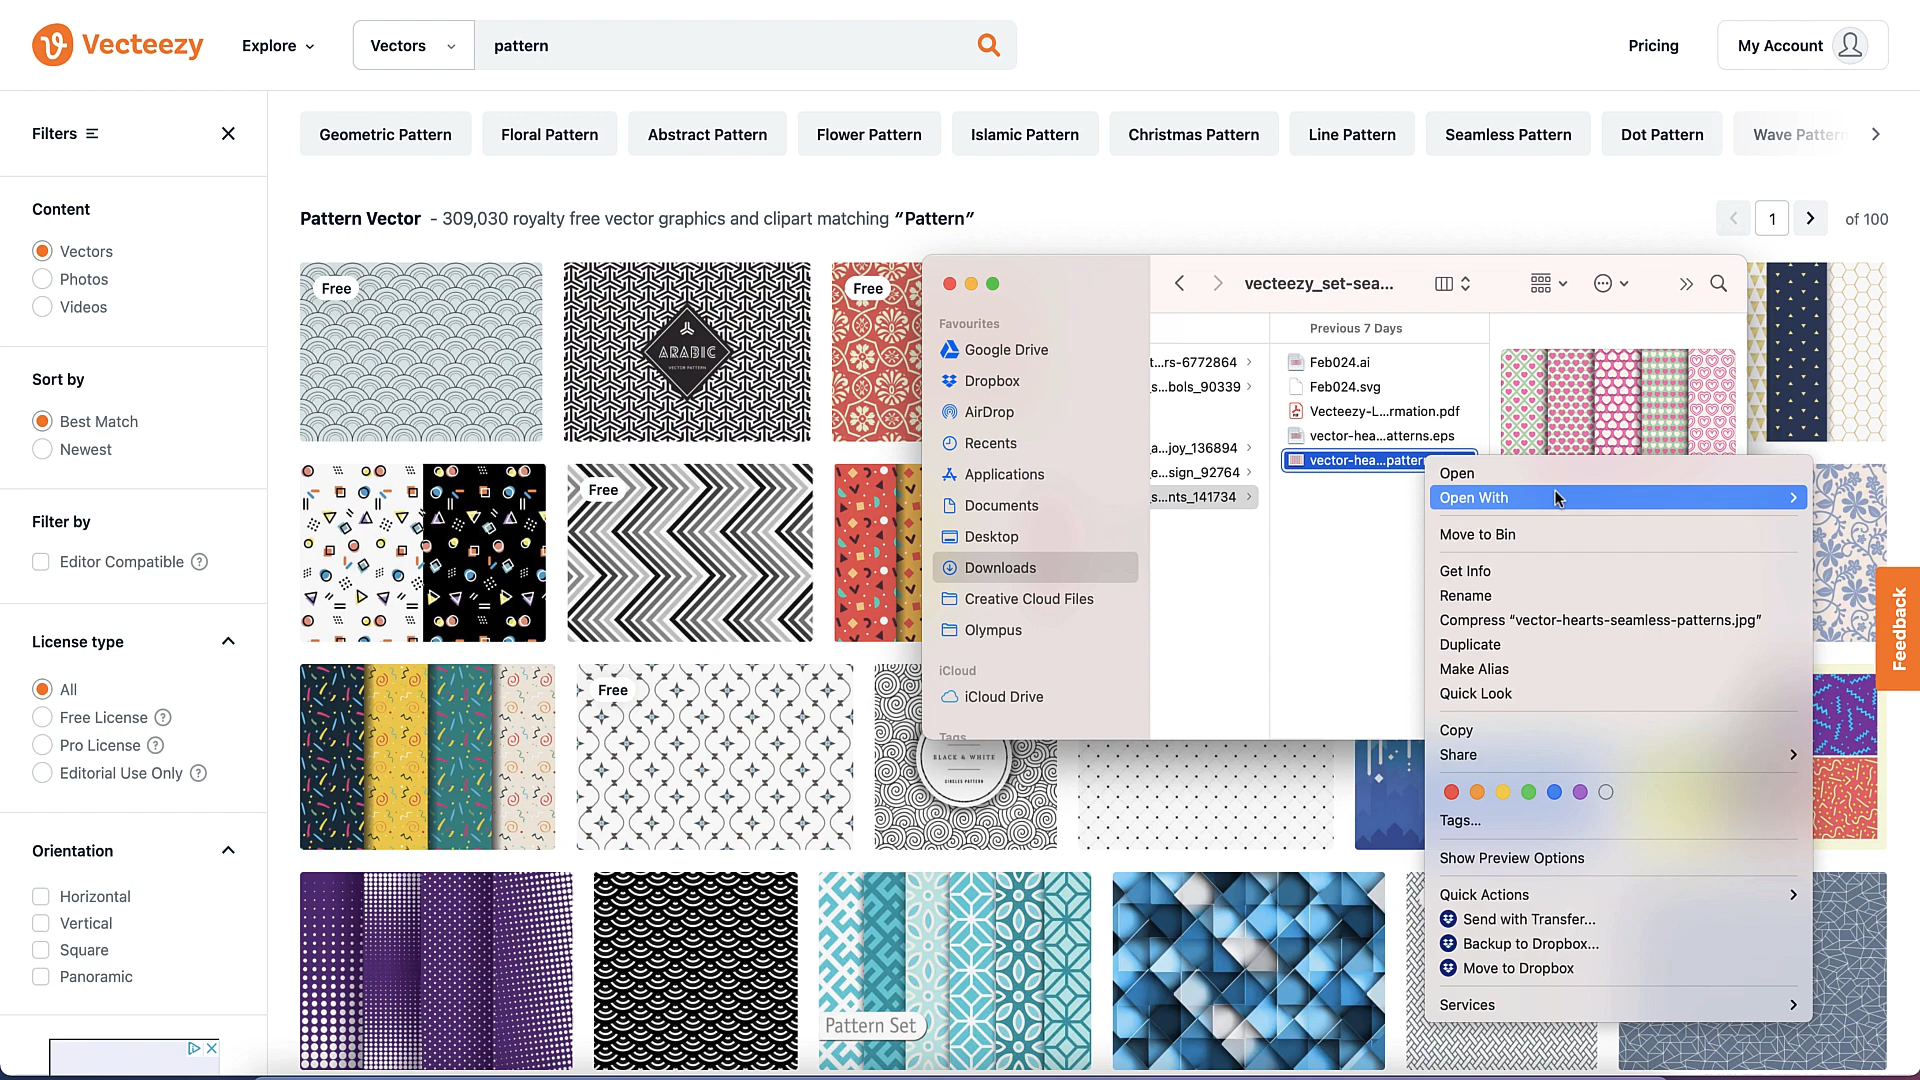 Vecteezy
Explore
Vectors
pattern
Pricing
My Account
Filters
Geometric Pattern
Floral Pattern
Abstract Pattern
Flower Pattern
Islamic Pattern
Christmas Pattern
Line Pattern
Seamless Pattern
Dot Pattern
Wave Pattern
Content
Vectors
Photos
Videos
Sort by
Best Match
Newest
Filter by
Editor Compatible ?
License type
All
Free License ?
Pro License ?
Editorial Use Only ?
Orientation
Horizontal
Vertical
Square
Panoramic
Pattern Vector - 309,030 royalty free vector graphics and clipart matching “Pattern”
1
of 100
Free
ARABIC
VECTOR PATTERN
Free
Free
Free
BLACK & WHITE
CIRCLES PATTERN
Pattern Set
vecteezy_set-sea...
Favourites
Google Drive
Dropbox
AirDrop
Recents
Applications
Documents
Desktop
Downloads
Creative Cloud Files
Olympus
iCloud
iCloud Drive
Tags
t...rs-6772864
s...bols_90339
a...joy_136894
e...sign_92764
s...nts_141734
Previous 7 Days
Feb024.ai
Feb024.svg
Vecteezy-L...rmation.pdf
vector-hea...atterns.eps
vector-hea...pattern
Open
Open With
Move to Bin
Get Info
Rename
Compress “vector-hearts-seamless-patterns.jpg”
Duplicate
Make Alias
Quick Look
Copy
Share
Tags...
Show Preview Options
Quick Actions
Send with Transfer...
Backup to Dropbox...
Move to Dropbox
Services
Feedback